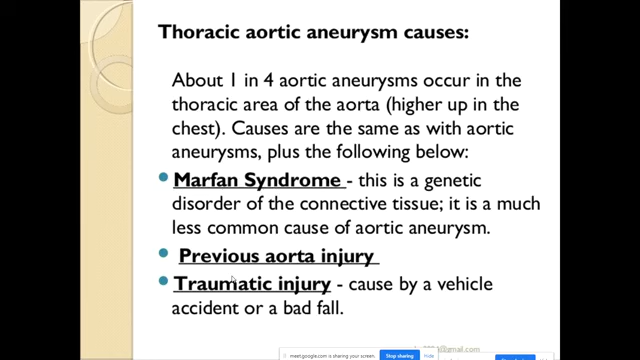 Thoracic aortic aneurysm causes:
About 1 in 4 aortic aneurysms occur in the
thoracic area of the aorta (higher up in the
chest). Causes are the same as with aortic
aneurysms, plus the following below:
Marfan Syndrome - this is a genetic
disorder of the connective tissue; it is a much
less common cause of aortic aneurysm.
Previous aorta injury
Traumatic injury - cause by a vehicle
accident or a bad fall.
@gmail.com
meet.google.com is sharing your screen.
Stop sharing
hide